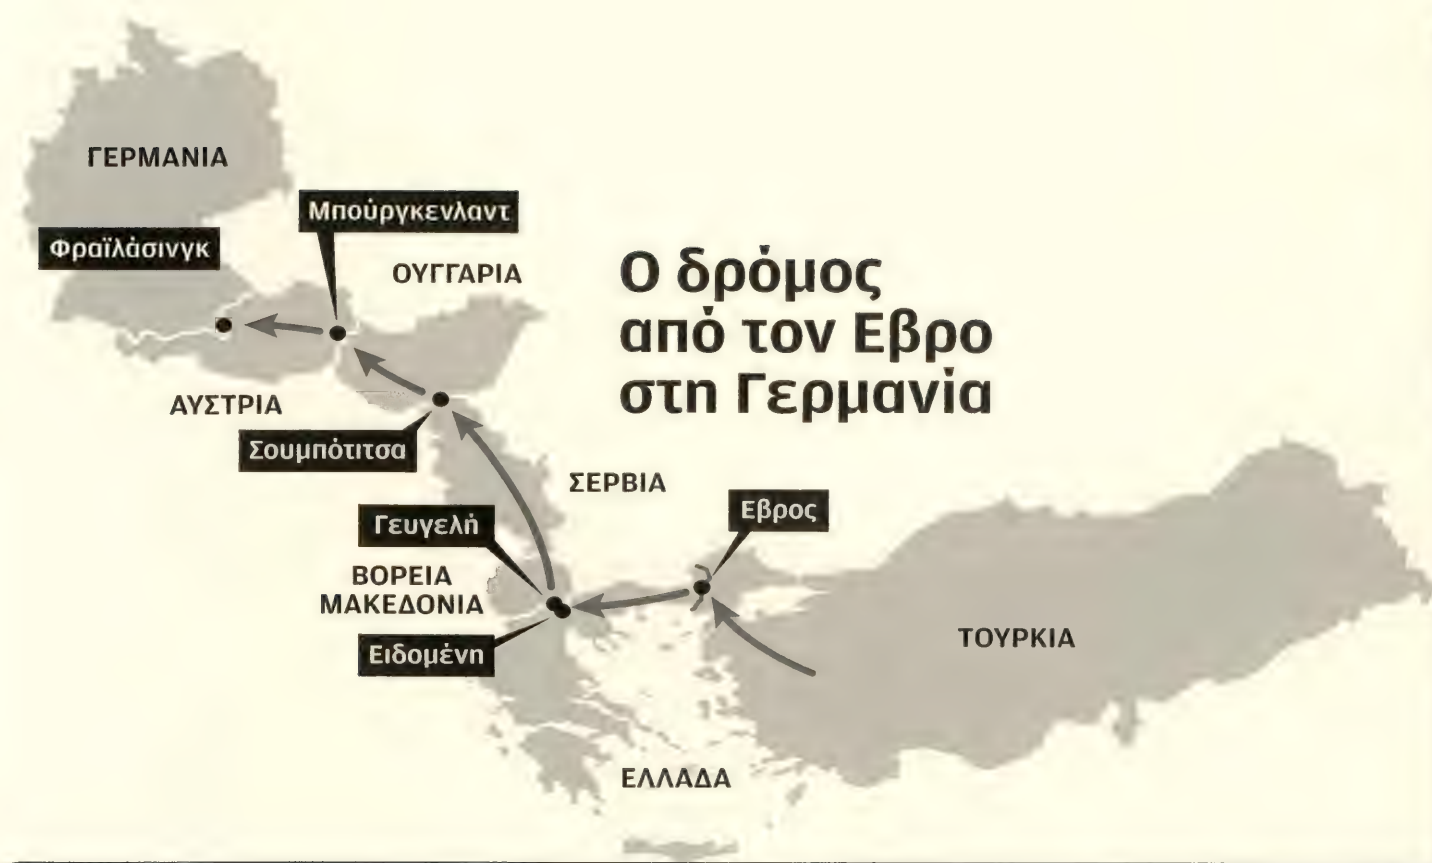 ΓΕΡΜΑΝΙΑ
Μπούργκενλαντ
Φραϊλάσινγκ
ΟΥΓΓΑΡΙΑ
Ο δρόμος
από τον Εβρο
στη Γερμανία
ΑΥΣΤΡΙΑ
Σουμπότιτσα
ΣΕΡΒΙΑ
Εβρος
Γευγελή
ΒΟΡΕΙΑ
ΜΑΚΕΔΟΝΙΑ
Ειδομένη
ΤΟΥΡΚΙΑ
ΕΛΛΑΔΑ